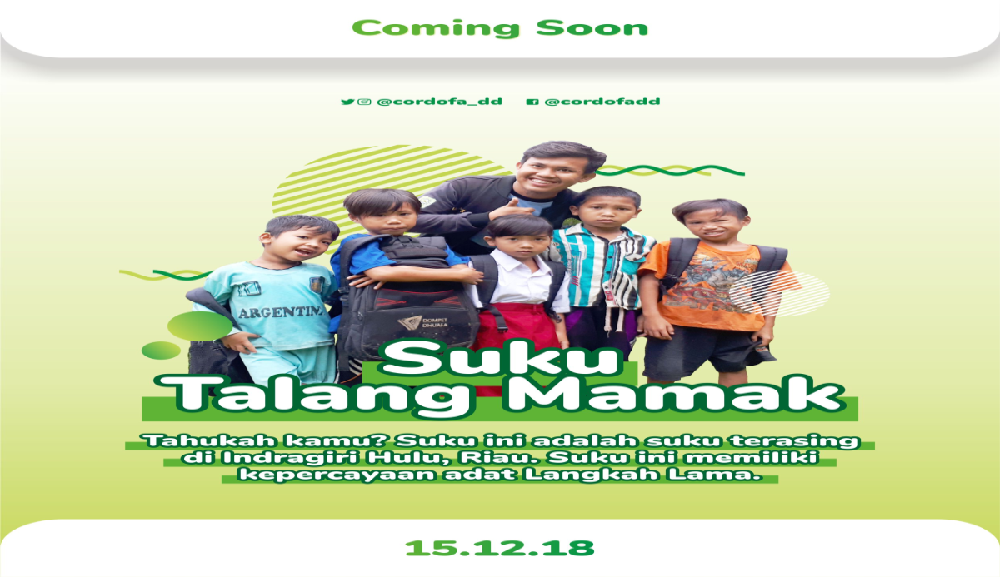 Coming Soon
@cordofa_dd @cordofadd
ARGENTINA
DOMPET
DHUAFA
Suku
Talang Mamak
Tahukah kamu? Suku ini adalah suku terasing
di Indragiri Hulu, Riau. Suku ini memiliki
kepercayaan adat Langkah Lama.
15.12.18